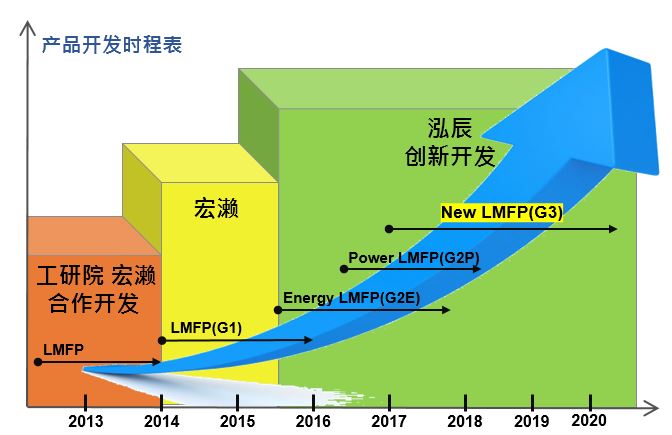 产品开发时程表
泓辰
创新开发
宏濑
New LMFP(G3)
工研院 宏濑
合作开发
Power LMFP(G2P)
Energy LMFP(G2E)
LMFP(G1)
LMFP
2013 2014 2015 2016 2017 2018 2019 2020